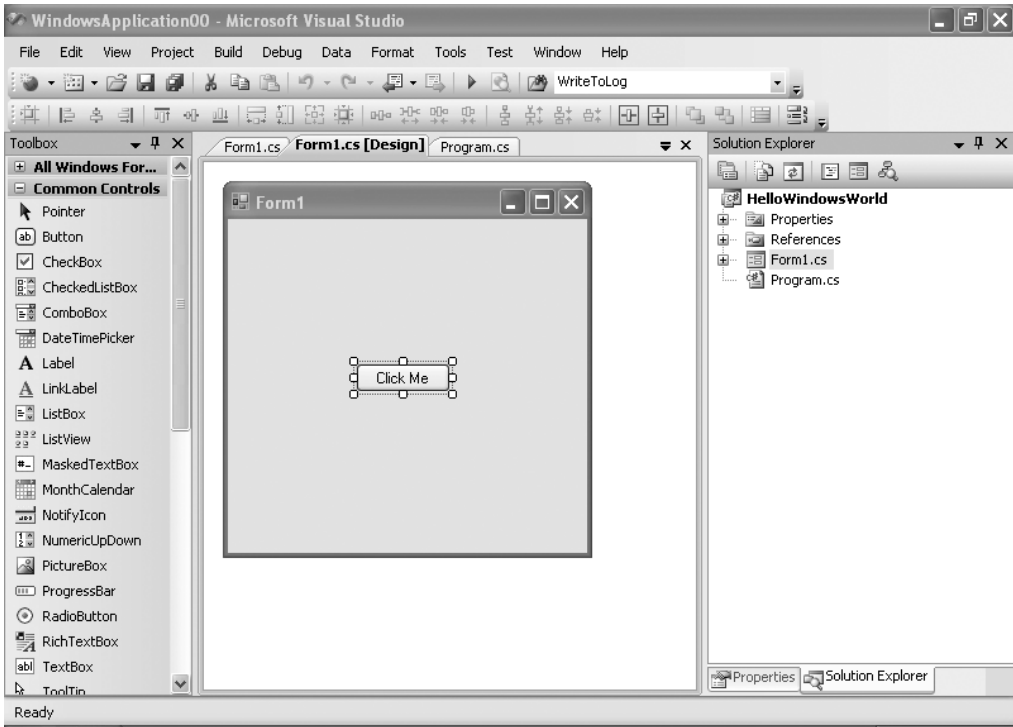 WindowsApplication00 - Microsoft Visual Studio
File Edit View Project Build Debug Data Format Tools Test Window Help
WriteToLog
Toolbox
All Windows For...
Common Controls
Pointer
Button
CheckBox
CheckedListBox
ComboBox
DateTimePicker
Label
LinkLabel
ListBox
ListView
MaskedTextBox
MonthCalendar
NotifyIcon
NumericUpDown
PictureBox
ProgressBar
RadioButton
RichTextBox
TextBox
ToolTip
Form1.cs Form1.cs [Design] Program.cs
Form1
Click Me
Solution Explorer
HelloWindowsWorld
Properties
References
Form1.cs
Program.cs
Properties Solution Explorer
Ready